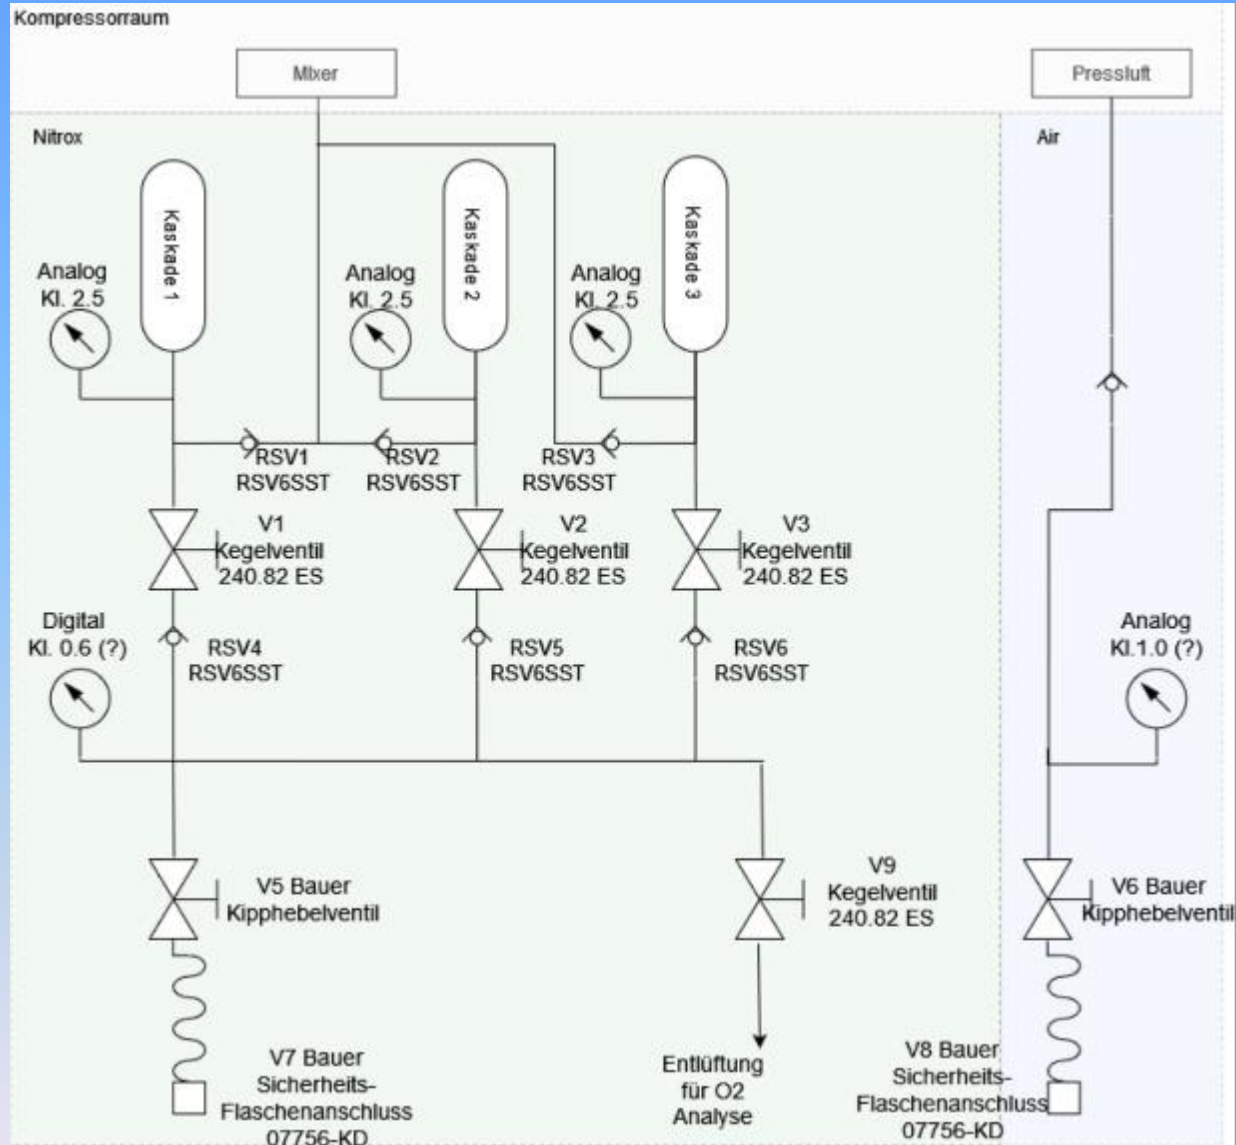 Kompressorraum
MIxer
Pressluft
Nitrox
Air
Kaskade 1
Kaskade 2
Kaskade 3
Analog
Kl. 2.5
Analog
Kl. 2.5
Analog
Kl. 2.5
RSV1
RSV6SST
RSV2
RSV6SST
RSV3
RSV6SST
V1
Kegelventil
240.82 ES
V2
Kegelventil
240.82 ES
V3
Kegelventil
240.82 ES
Digital
Kl. 0.6 (?)
RSV4
RSV6SST
RSV5
RSV6SST
RSV6
RSV6SST
Analog
Kl.1.0 (?)
V5 Bauer
Kipphebelventil
V9
Kegelventil
240.82 ES
V6 Bauer
Kipphebelventil
V7 Bauer
Sicherheits-
Flaschenanschluss
07756-KD
Entlüftung
für O2
Analyse
V8 Bauer
Sicherheits-
Flaschenanschluss
07756-KD